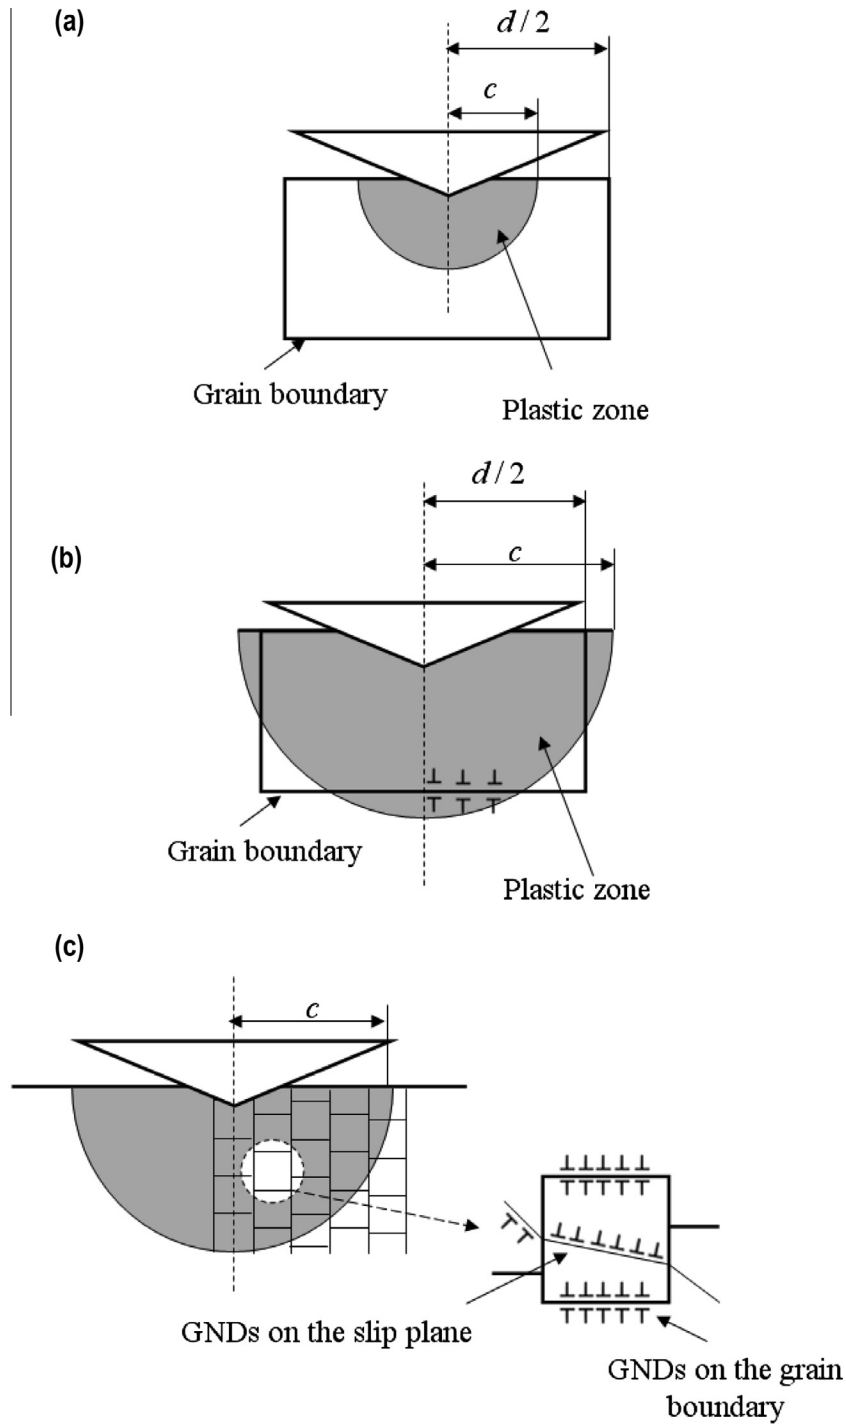 (a)
d / 2
c
Grain boundary
Plastic zone
d / 2
(b)
c
Grain boundary
Plastic zone
(c)
c
GNDs on the slip plane
GNDs on the grain
boundary